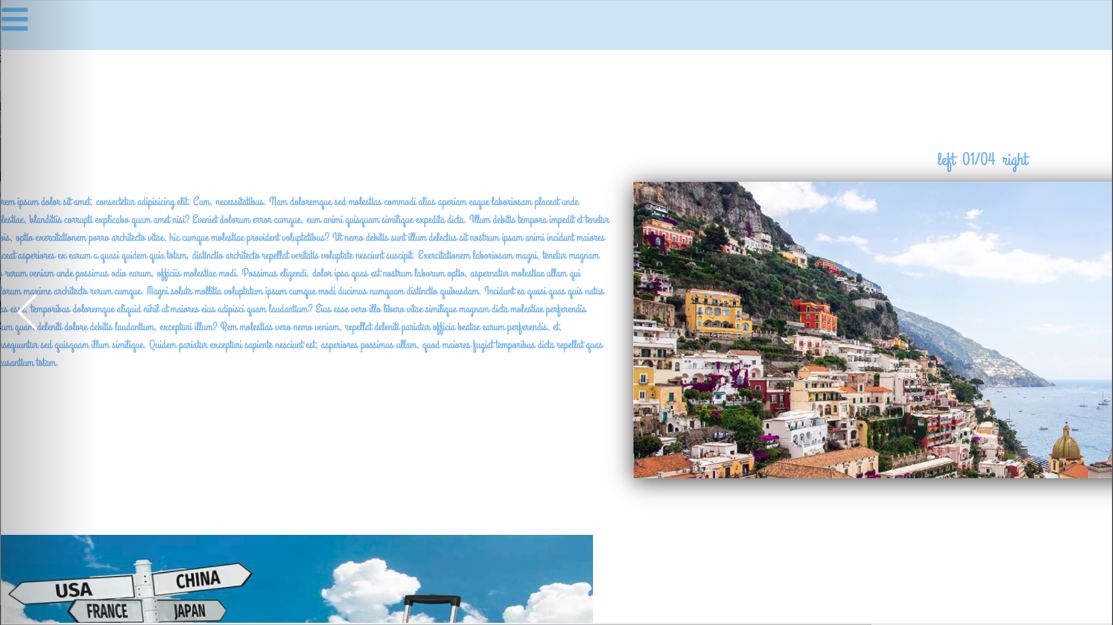 left 01/04 right
rem ipsum dolor sit amet, consectetur adipisicing elit. Eum, necessitatibus. Nam doloremque sed molestias commodi alias aperiam eaque laboriosam placeat unde
lestiae, blanditiis corrupti explicabo quam amet nisi? Eveniet dolorum error cumque, eum animi quisquam similique expedita dicta. Illum debitis tempora impedit et tenetur
ois, optio exercitationem porro architecto vitae, hic cumque molestiae provident voluptatibus? Ut nemo debitis sunt illum delectus sit nostrum ipsam animi incidunt maiores
aceat asperiores ex earum a quasi quidem quis totam, distinctio architecto repellat veritatis voluptate nesciunt suscipit. Exercitationem laboriosam magni, tenetur magnam
rerum veniam unde possimus odio earum, officiis molestiae modi. Possimus eligendi, dolor ipsa quas est nostrum laborum optio, aspernatur molestiae ullam qui
lorum maxime architecto rerum cumque. Magni soluta mollitia voluptatem ipsum cumque modi ducimus numquam distinctio quibusdam. Incidunt ea quasi quas quis natus
as temporibus doloremque aliquid nihil ut maiores eius adipisci quam laudantium? Eius esse vero illo libero vitae similique magnam dicta molestiae perferendis
um quam deleniti dolore debitis laudantium, excepturi illum? Rem molestias vero nemo veniam, repellat deleniti pariatur officiis beatae earum perferendis, et,
nsequuntur sed quisquam illum similique. Quidem pariatur excepturi sapiente nesciunt est, asperiores possimus ullam, quod maiores fugiat temporibus dicta repellat quas
cusantium totam.
USA CHINA
FRANCE JAPAN